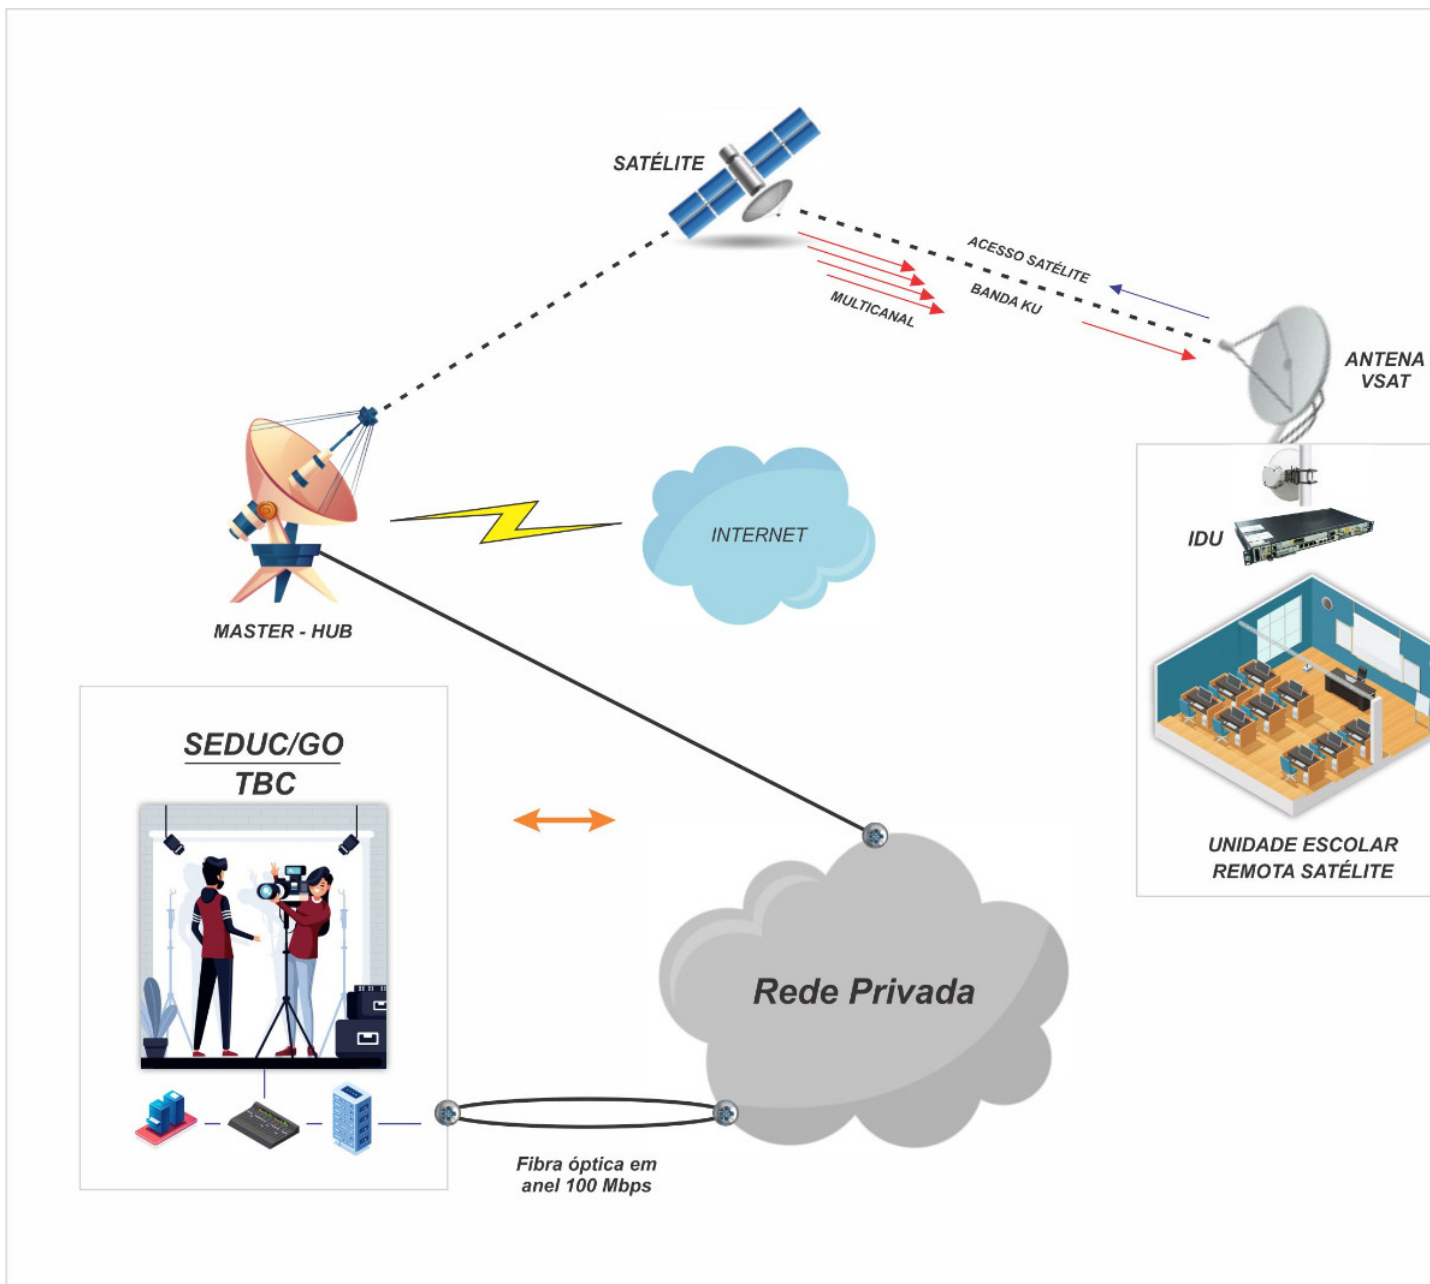 SATÉLITE
ACESSO SATÉLITE
BANDA KU
MULTICANAL
ANTENA
VSAT
INTERNET
IDU
MASTER - HUB
SEDUC/GO
TBC
UNIDADE ESCOLAR
REMOTA SATÉLITE
Rede Privada
Fibra óptica em
anel 100 Mbps